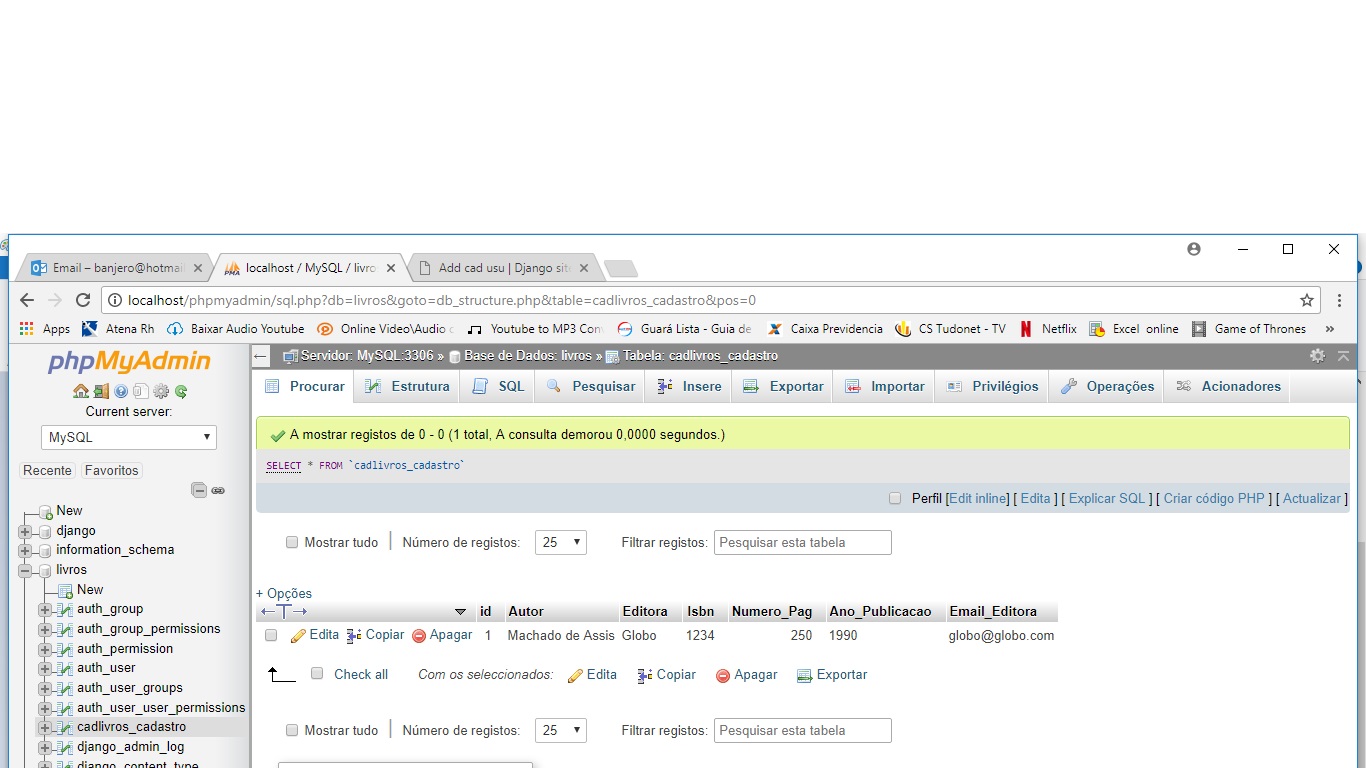 Email – banjero@hotmai
localhost / MySQL / livro
Add cad usu | Django sit
localhost/phpmyadmin/sql.php?db=livros&goto=db_structure.php&table=cadlivros_cadastro&pos=0
Apps Atena Rh Baixar Audio Youtube Online Video\Audio c Youtube to MP3 Conv Guará Lista - Guia de Caixa Previdencia CS Tudonet - TV Netflix Excel online Game of Thrones »
phpMyAdmin
Current server:
MySQL
Recente Favoritos
New
django
information_schema
livros
New
auth_group
auth_group_permissions
auth_permission
auth_user
auth_user_groups
auth_user_user_permissions
cadlivros_cadastro
django_admin_log
django_content_type
Servidor: MySQL:3306 » Base de Dados: livros » Tabela: cadlivros_cadastro
Procurar Estrutura SQL Pesquisar Insere Exportar Importar Privilégios Operações Acionadores
A mostrar registos de 0 - 0 (1 total, A consulta demorou 0,0000 segundos.)
SELECT * FROM `cadlivros_cadastro`
Perfil [Edit inline] [ Edita ] [ Explicar SQL ] [ Criar código PHP ] [ Actualizar ]
Mostrar tudo | Número de registos: 25 Filtrar registos: Pesquisar esta tabela
+ Opções
←T→ id Autor Editora Isbn Numero_Pag Ano_Publicacao Email_Editora
Edita Copiar Apagar 1 Machado de Assis Globo 1234 250 1990 globo@globo.com
Check all Com os seleccionados: Edita Copiar Apagar Exportar
Mostrar tudo | Número de registos: 25 Filtrar registos: Pesquisar esta tabela